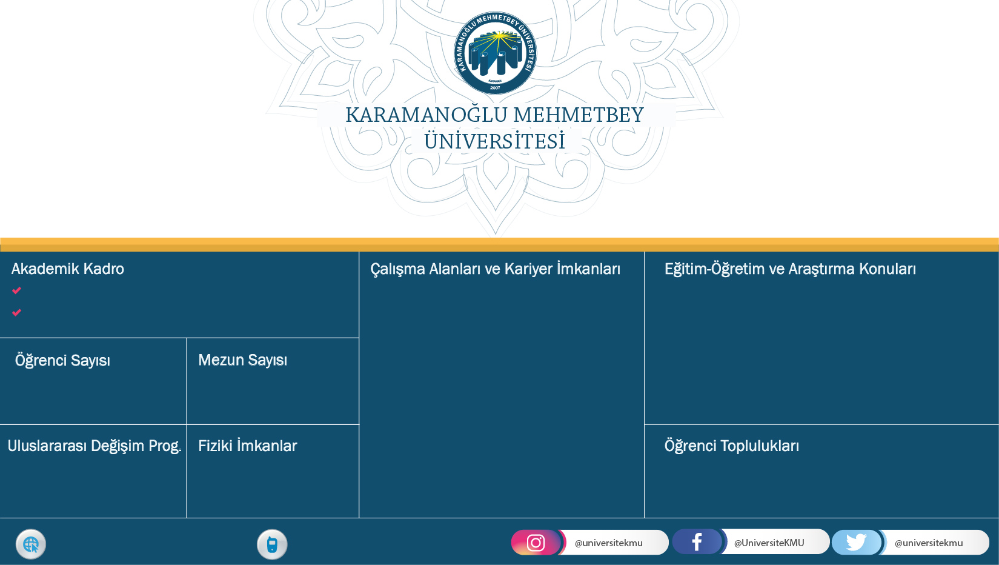 KARAMANOĞLU MEHMETBEY ÜNİVERSİTESİ
KARAMAN
2007
KARAMANOĞLU MEHMETBEY
ÜNİVERSİTESİ
Akademik Kadro
Çalışma Alanları ve Kariyer İmkanları
Eğitim-Öğretim ve Araştırma Konuları
Öğrenci Sayısı
Mezun Sayısı
Uluslararası Değişim Prog.
Fiziki İmkanlar
Öğrenci Toplulukları
@universitekmu
@UniversiteKMU
@universitekmu